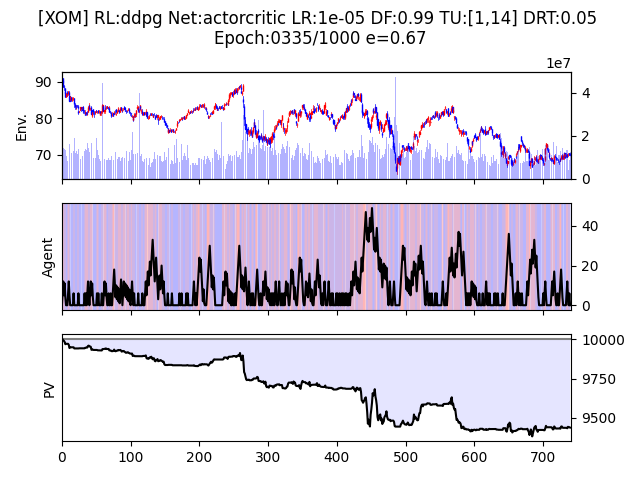 [XOM] RL:ddpg Net:actorcritic LR:1e-05 DF:0.99 TU:[1,14] DRT:0.05
Epoch:0335/1000 e=0.67
1e7
90
80
70
Env.
4
2
0
Agent
40
20
0
PV
10000
9750
9500
0 100 200 300 400 500 600 700